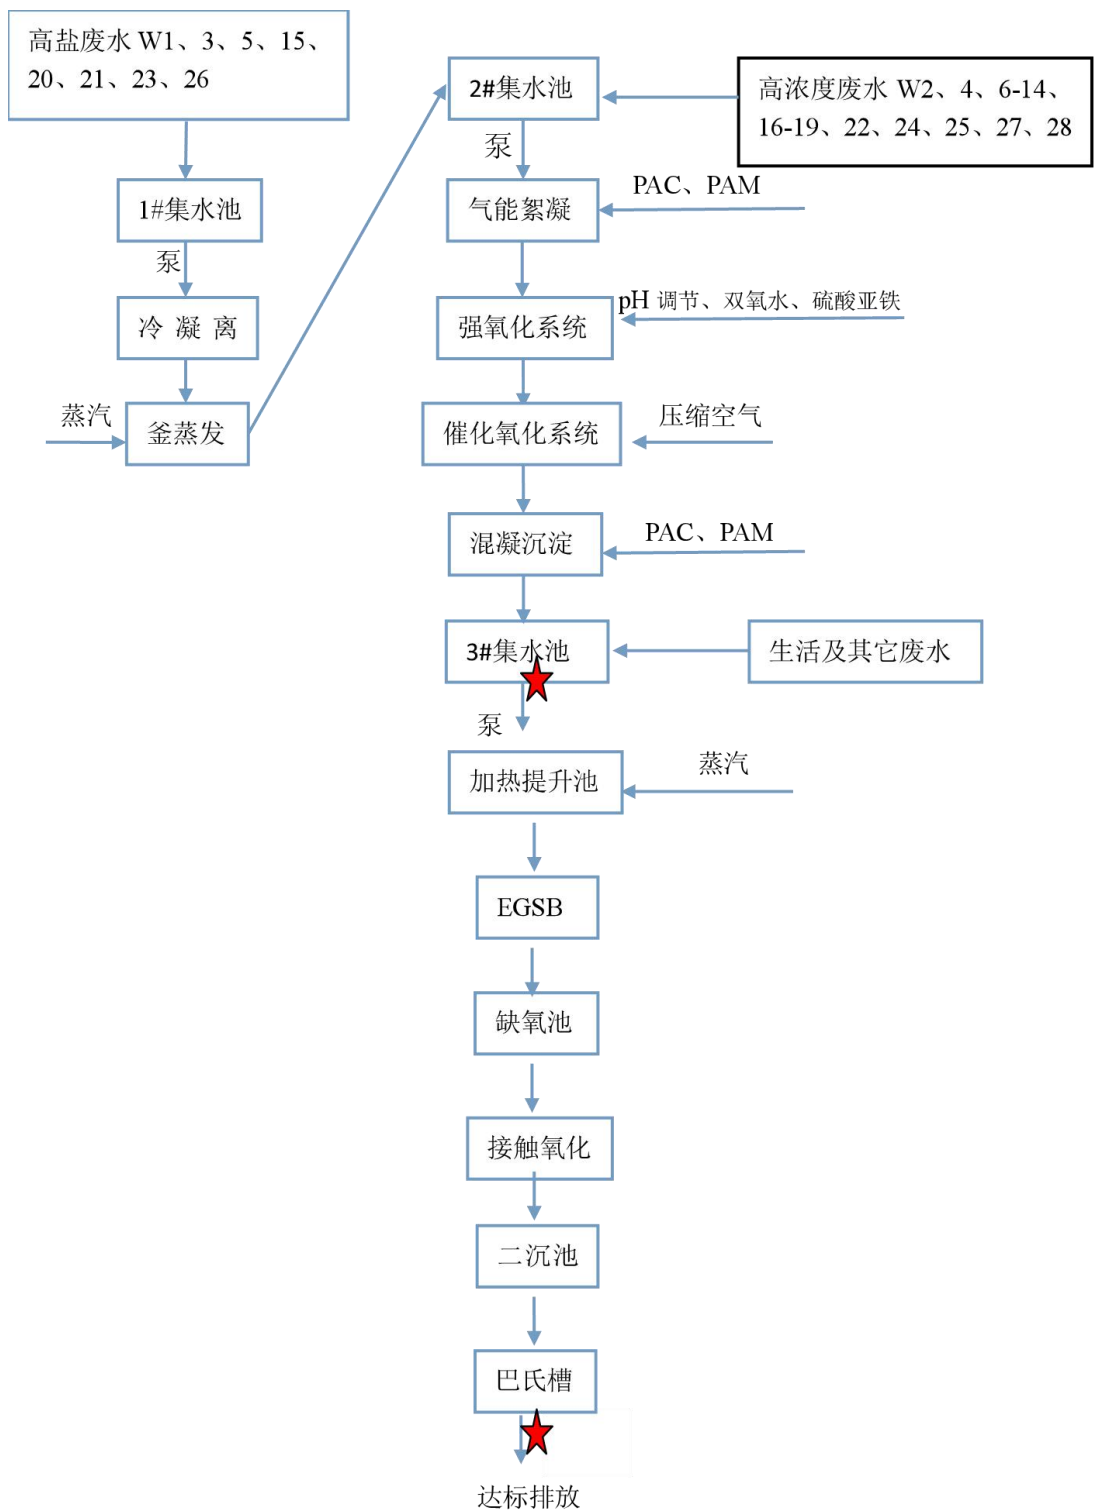 高盐废水 W1、3、5、15、
20、21、23、26
1#集水池
泵
冷 凝 离
蒸汽
釜蒸发
2#集水池
高浓度废水 W2、4、6-14、
16-19、22、24、25、27、28
泵
PAC、PAM
气能絮凝
pH 调节、双氧水、硫酸亚铁
强氧化系统
压缩空气
催化氧化系统
PAC、PAM
混凝沉淀
3#集水池
生活及其它废水
泵
蒸汽
加热提升池
EGSB
缺氧池
接触氧化
二沉池
巴氏槽
达标排放